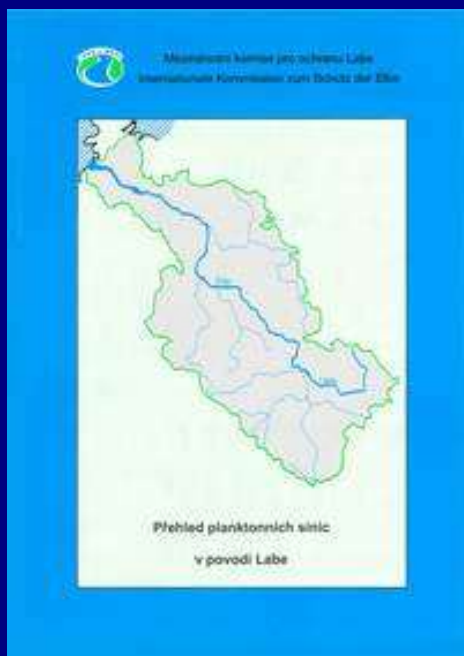 Mezinárodní komise pro ochranu Labe
Internationale Kommission zum Schutz der Elbe
Přehled planktonních sinic
v povodí Labe